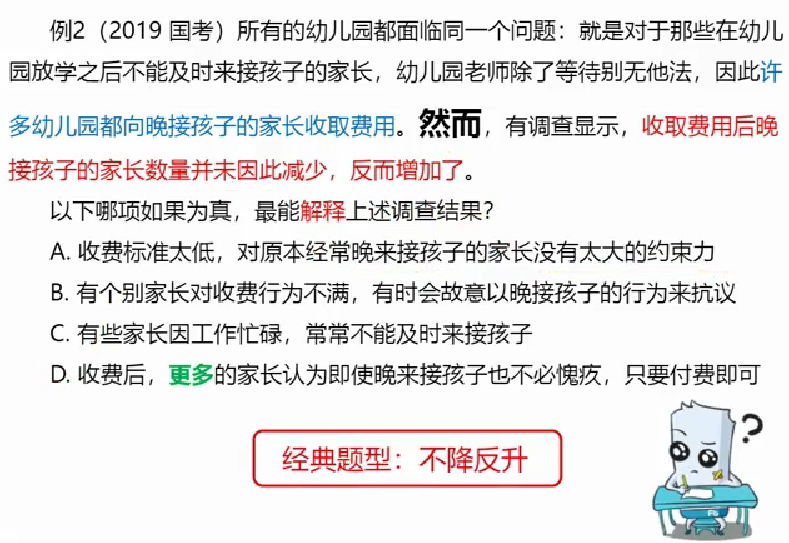 例2（2019 国考）所有的幼儿园都面临同一个问题：就是对于那些在幼儿
园放学之后不能及时来接孩子的家长，幼儿园老师除了等待别无他法，因此许
多幼儿园都向晚接孩子的家长收取费用。然而，有调查显示，收取费用后晚
接孩子的家长数量并未因此减少，反而增加了。
以下哪项如果为真，最能解释上述调查结果？
A. 收费标准太低，对原本经常晚来接孩子的家长没有太大的约束力
B. 有个别家长对收费行为不满，有时会故意以晚接孩子的行为来抗议
C. 有些家长因工作忙碌，常常不能及时来接孩子
D. 收费后，更多的家长认为即使晚来接孩子也不必愧疚，只要付费即可
经典题型：不降反升
?